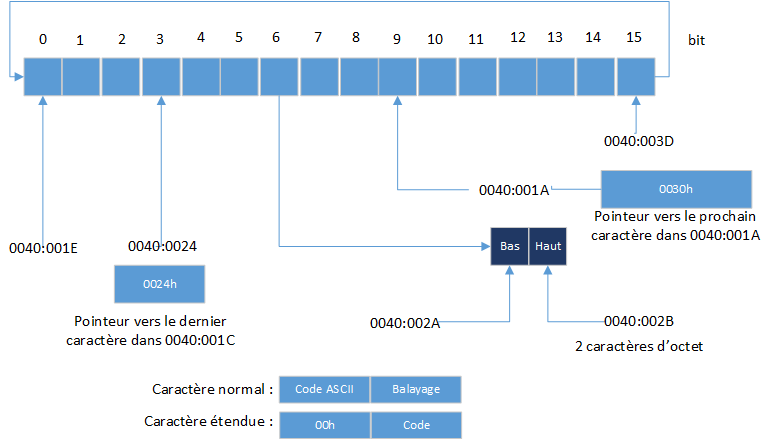 0 1 2 3 4 5 6 7 8 9 10 11 12 13 14 15 bit
0040:003D
0040:001A
0030h
Pointeur vers le prochain
caractère dans 0040:001A
0040:001E
0040:0024
Bas Haut
0024h
Pointeur vers le dernier
caractère dans 0040:001C
0040:002A
0040:002B
2 caractères d’octet
Caractère normal : Code ASCII Balayage
Caractère étendue : 00h Code